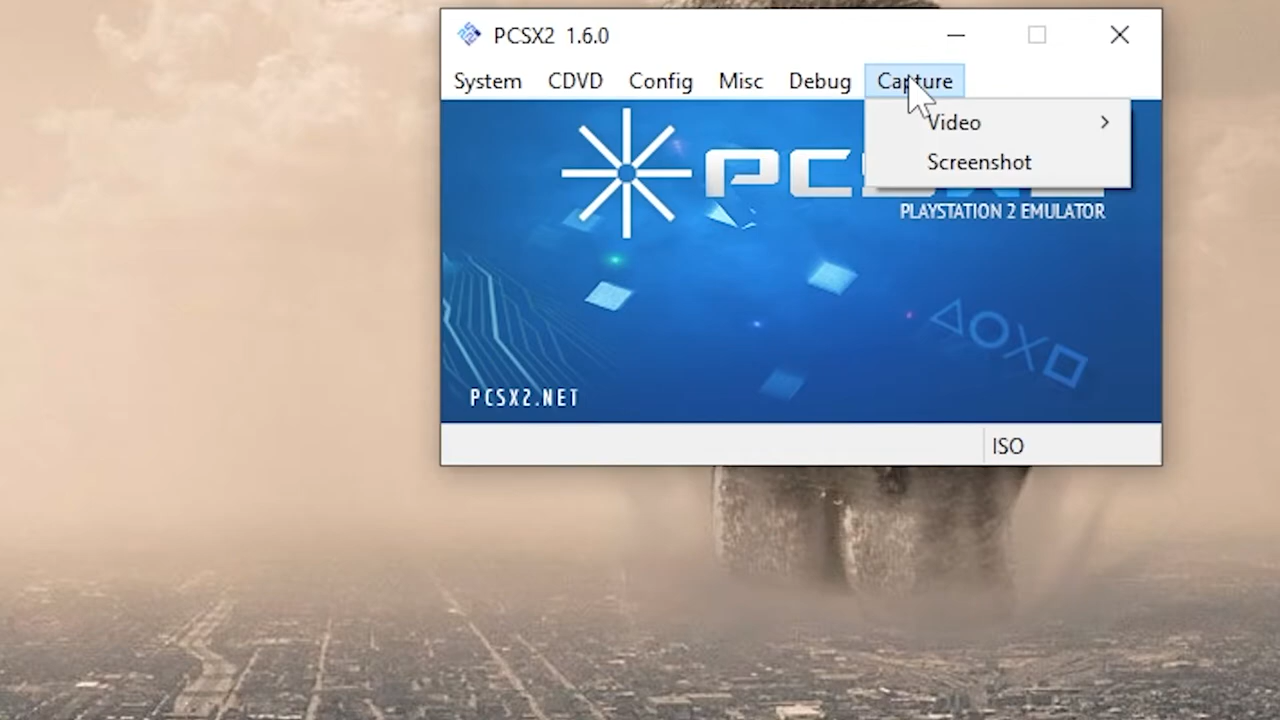 PCSX2 1.6.0
System CDVD Config Misc Debug Capture
Video
Screenshot
PLAYSTATION 2 EMULATOR
PCSX2.NET
ISO